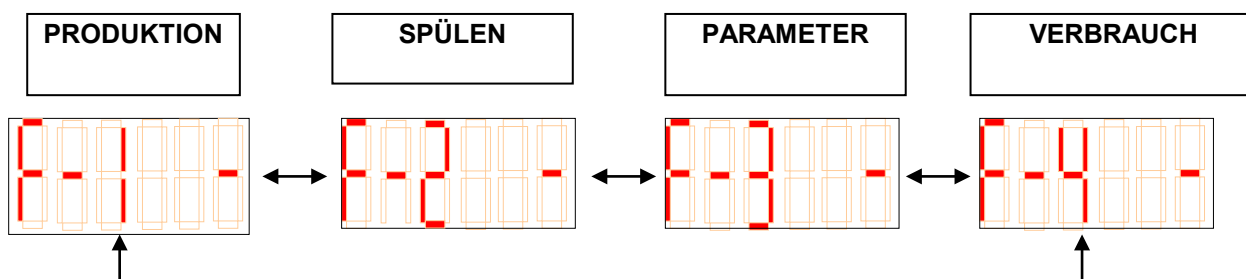 PRODUKTION
SPÜLEN
PARAMETER
VERBRAUCH
F-1 -
F-2 -
F-3 -
F-4 -